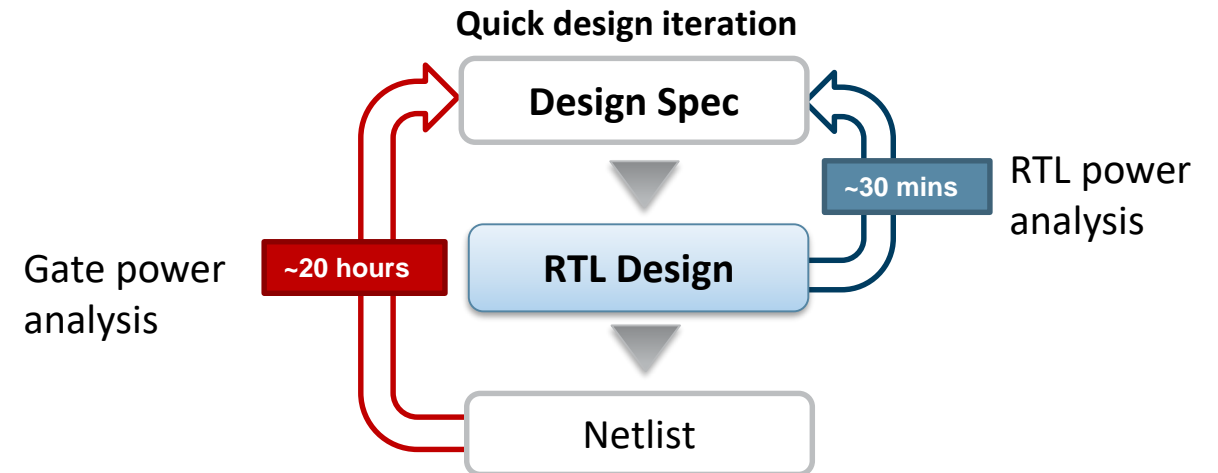 Quick design iteration
Design Spec
~30 mins
RTL power
analysis
Gate power
analysis
~20 hours
RTL Design
Netlist